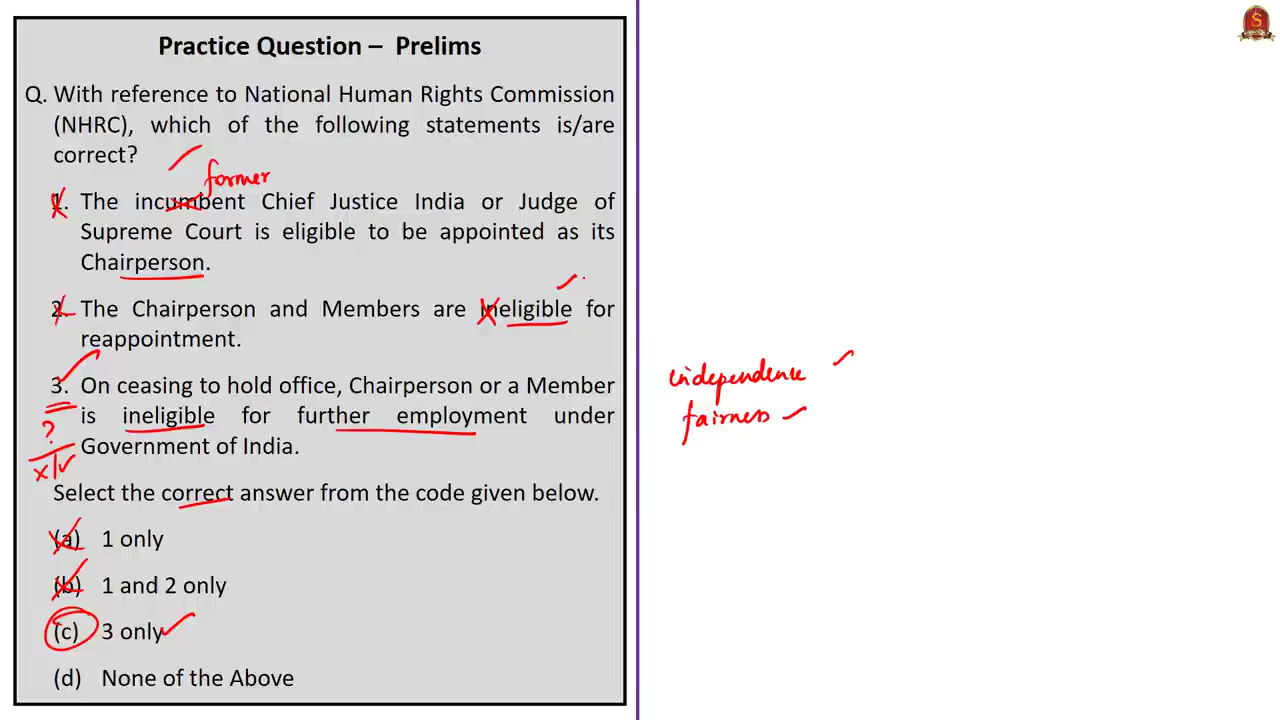 Practice Question – Prelims
Q. With reference to National Human Rights Commission
(NHRC), which of the following statements is/are
correct?
former
1. The incumbent Chief Justice India or Judge of
Supreme Court is eligible to be appointed as its
Chairperson.
2. The Chairperson and Members are ineligible for
reappointment.
3. On ceasing to hold office, Chairperson or a Member
is ineligible for further employment under
Government of India.
?
x/✓
Select the correct answer from the code given below.
(a) 1 only
(b) 1 and 2 only
(c) 3 only
(d) None of the Above
independence ✓
fairness ✓
S